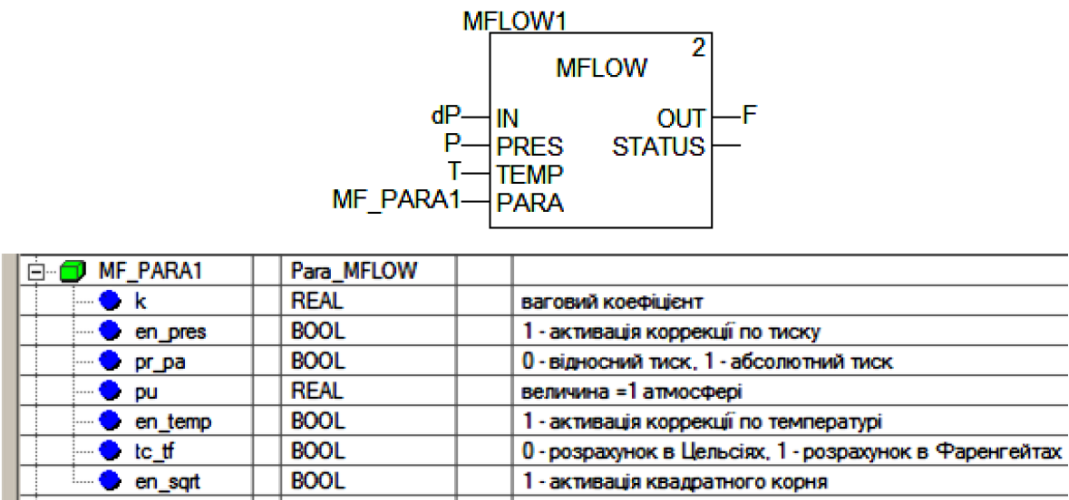 MFLOW1
2
MFLOW
dP IN OUT F
P PRES STATUS
T TEMP
MF_PARA1 PARA
MF_PARA1 Para_MFLOW
k REAL ваговий коефіцієнт
en_pres BOOL 1 - активація коррекції по тиску
pr_pa BOOL 0 - відносний тиск, 1 - абсолютний тиск
pu REAL величина =1 атмосфері
en_temp BOOL 1 - активація коррекції по температурі
tc_tf BOOL 0 - розрахунок в Цельсіях, 1 - розрахунок в Фаренгейтах
en_sqrt BOOL 1 - активація квадратного корня